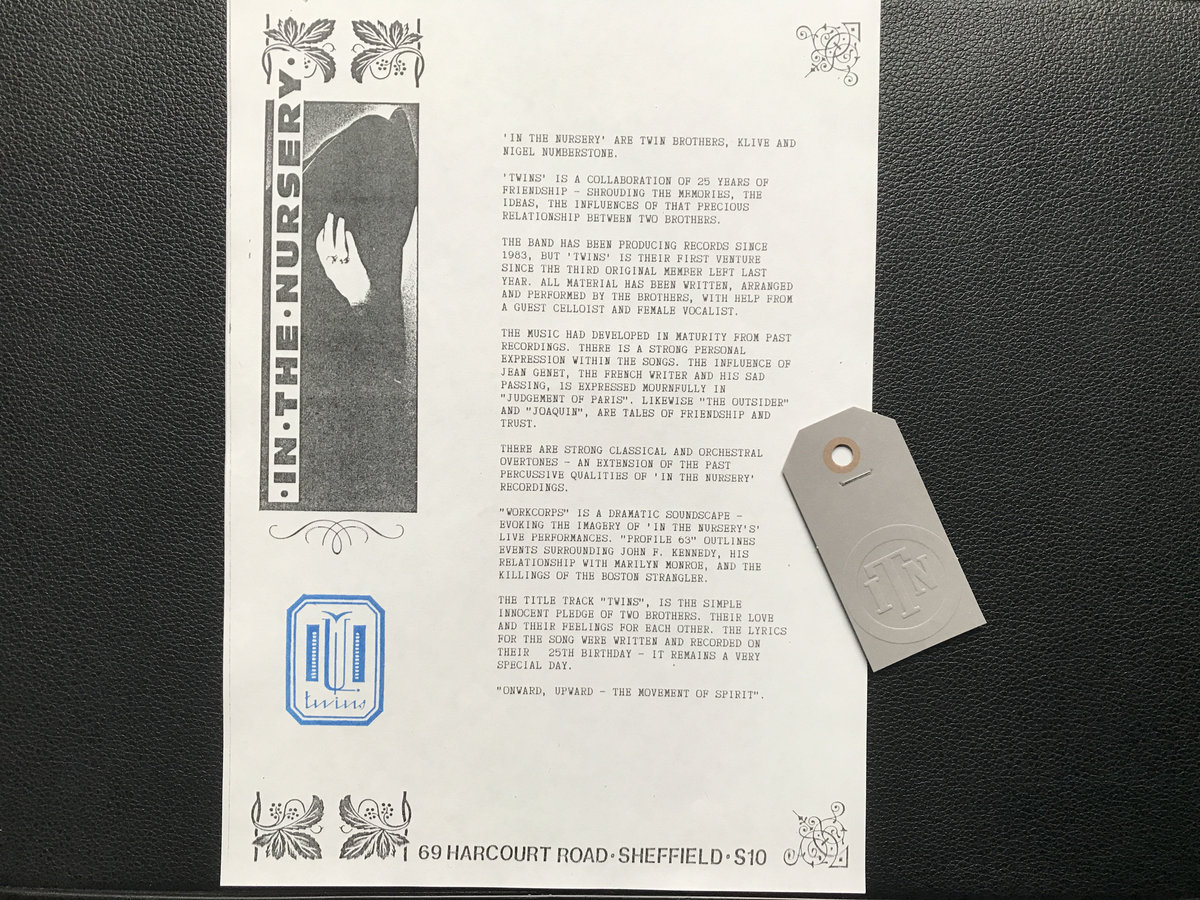 ·IN·THE·NURSERY·
'IN THE NURSERY' ARE TWIN BROTHERS, KLIVE AND
NIGEL NUMBERSTONE.
'TWINS' IS A COLLABORATION OF 25 YEARS OF
FRIENDSHIP – SHROUDING THE MEMORIES, THE
IDEAS, THE INFLUENCES OF THAT PRECIOUS
RELATIONSHIP BETWEEN TWO BROTHERS.
THE BAND HAS BEEN PRODUCING RECORDS SINCE
1983, BUT 'TWINS' IS THEIR FIRST VENTURE
SINCE THE THIRD ORIGINAL MEMBER LEFT LAST
YEAR. ALL MATERIAL HAS BEEN WRITTEN, ARRANGED
AND PERFORMED BY THE BROTHERS, WITH HELP FROM
A GUEST CELLOIST AND FEMALE VOCALIST.
THE MUSIC HAD DEVELOPED IN MATURITY FROM PAST
RECORDINGS. THERE IS A STRONG PERSONAL
EXPRESSION WITHIN THE SONGS. THE INFLUENCE OF
JEAN GENET, THE FRENCH WRITER AND HIS SAD
PASSING, IS EXPRESSED MOURNFULLY IN
"JUDGEMENT OF PARIS". LIKEWISE "THE OUTSIDER"
AND "JOAQUIN", ARE TALES OF FRIENDSHIP AND
TRUST.
THERE ARE STRONG CLASSICAL AND ORCHESTRAL
OVERTONES – AN EXTENSION OF THE PAST
PERCUSSIVE QUALITIES OF 'IN THE NURSERY'
RECORDINGS.
"WORKCORPS" IS A DRAMATIC SOUNDSCAPE –
EVOKING THE IMAGERY OF 'IN THE NURSERY'S'
LIVE PERFORMANCES. "PROFILE 63" OUTLINES
EVENTS SURROUNDING JOHN F. KENNEDY, HIS
RELATIONSHIP WITH MARILYN MONROE, AND THE
KILLINGS OF THE BOSTON STRANGLER.
THE TITLE TRACK "TWINS", IS THE SIMPLE
INNOCENT PLEDGE OF TWO BROTHERS. THEIR LOVE
AND THEIR FEELINGS FOR EACH OTHER. THE LYRICS
FOR THE SONG WERE WRITTEN AND RECORDED ON
THEIR 25TH BIRTHDAY – IT REMAINS A VERY
SPECIAL DAY.
"ONWARD, UPWARD – THE MOVEMENT OF SPIRIT".
twins
69 HARCOURT ROAD·SHEFFIELD·S10
iTN